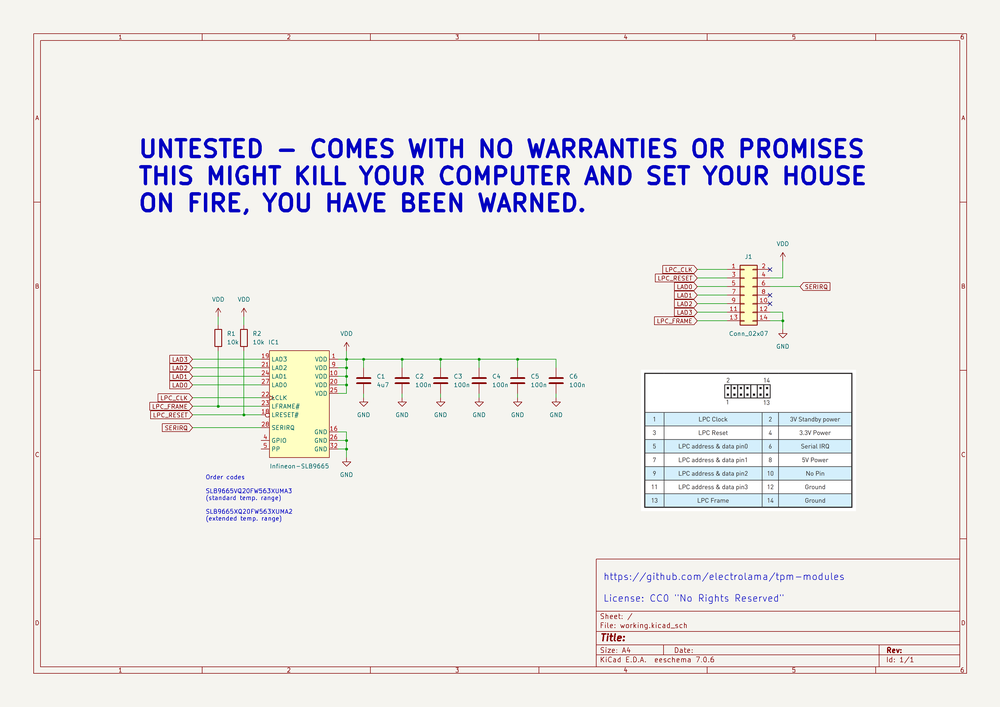 1 2 3 4 5 6
A A
UNTESTED – COMES WITH NO WARRANTIES OR PROMISES
THIS MIGHT KILL YOUR COMPUTER AND SET YOUR HOUSE
ON FIRE, YOU HAVE BEEN WARNED.
B B
VDD
J1
LPC_CLK 1 2
LPC_RESET 3 4
LAD0 5 6 SERIRQ
LAD1 7 8
LAD2 9 10
LAD3 11 12
LPC_FRAME 13 14
Conn_02x07
GND
VDD VDD
R1 10k
R2 10k
IC1
VDD
LAD3 19 LAD3 VDD 1
LAD2 21 LAD2 VDD 9
LAD1 24 LAD1 VDD 10
LAD0 27 LAD0 VDD 20
VDD 25
LPC_CLK 22 LCLK
LPC_FRAME 23 LFRAME#
LPC_RESET 18 LRESET#
SERIRQ 28 SERIRQ
GND 16
4 GPIO GND 26
5 PP GND 32
Infineon-SLB9665
GND
C1 4u7
C2 100n
C3 100n
C4 100n
C5 100n
C6 100n
GND GND GND GND GND GND
Order codes
SLB9665VQ20FW563XUMA3
(standard temp. range)
SLB9665XQ20FW563XUMA2
(extended temp. range)
2 14
1 13
1 LPC Clock 2 3V Standby power
3 LPC Reset 4 3.3V Power
5 LPC address & data pin0 6 Serial IRQ
7 LPC address & data pin1 8 5V Power
9 LPC address & data pin2 10 No Pin
11 LPC address & data pin3 12 Ground
13 LPC Frame 14 Ground
C C
D D
https://github.com/electrolama/tpm-modules
License: CC0 "No Rights Reserved"
Sheet: /
File: working.kicad_sch
Title:
Size: A4 Date: Rev:
KiCad E.D.A. eeschema 7.0.6 Id: 1/1
1 2 3 4 5 6